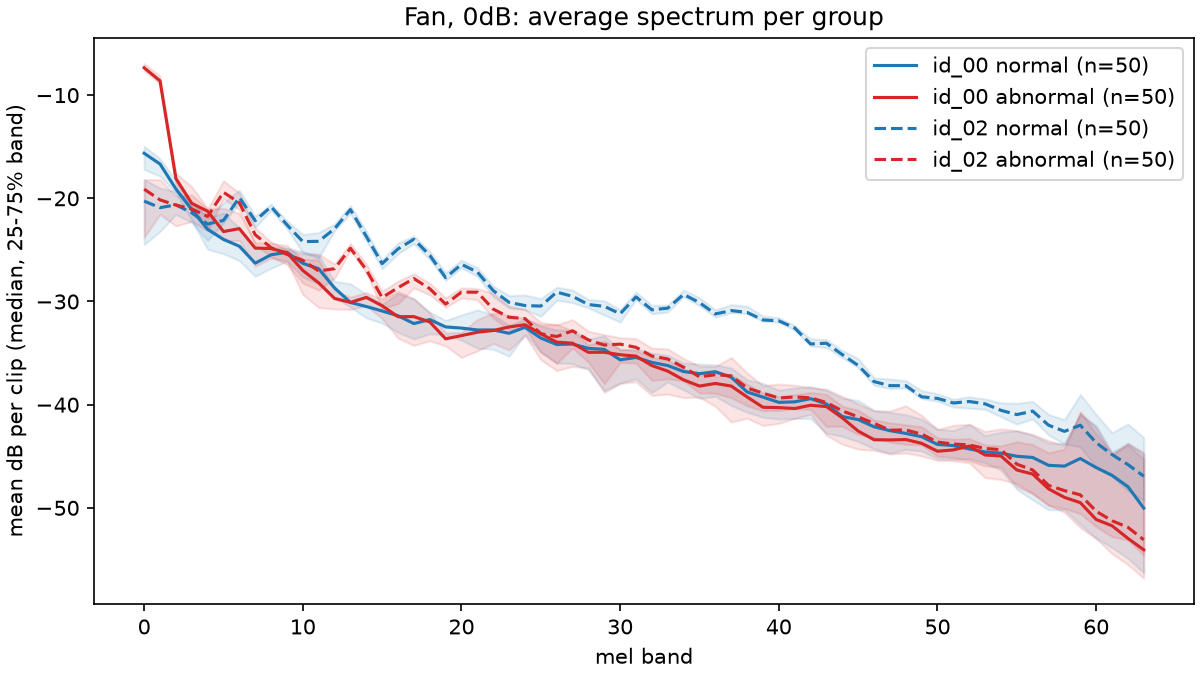 Fan, 0dB: average spectrum per group
mean dB per clip (median, 25-75% band)
−10
−20
−30
−40
−50
id_00 normal (n=50)
id_00 abnormal (n=50)
id_02 normal (n=50)
id_02 abnormal (n=50)
0 10 20 30 40 50 60
mel band